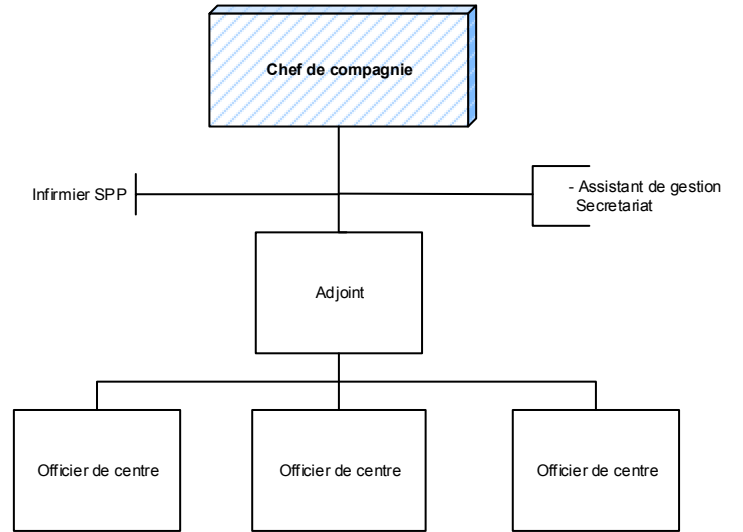 Chef de compagnie
Infirmier SPP
- Assistant de gestion
Secretariat
Adjoint
Officier de centre
Officier de centre
Officier de centre